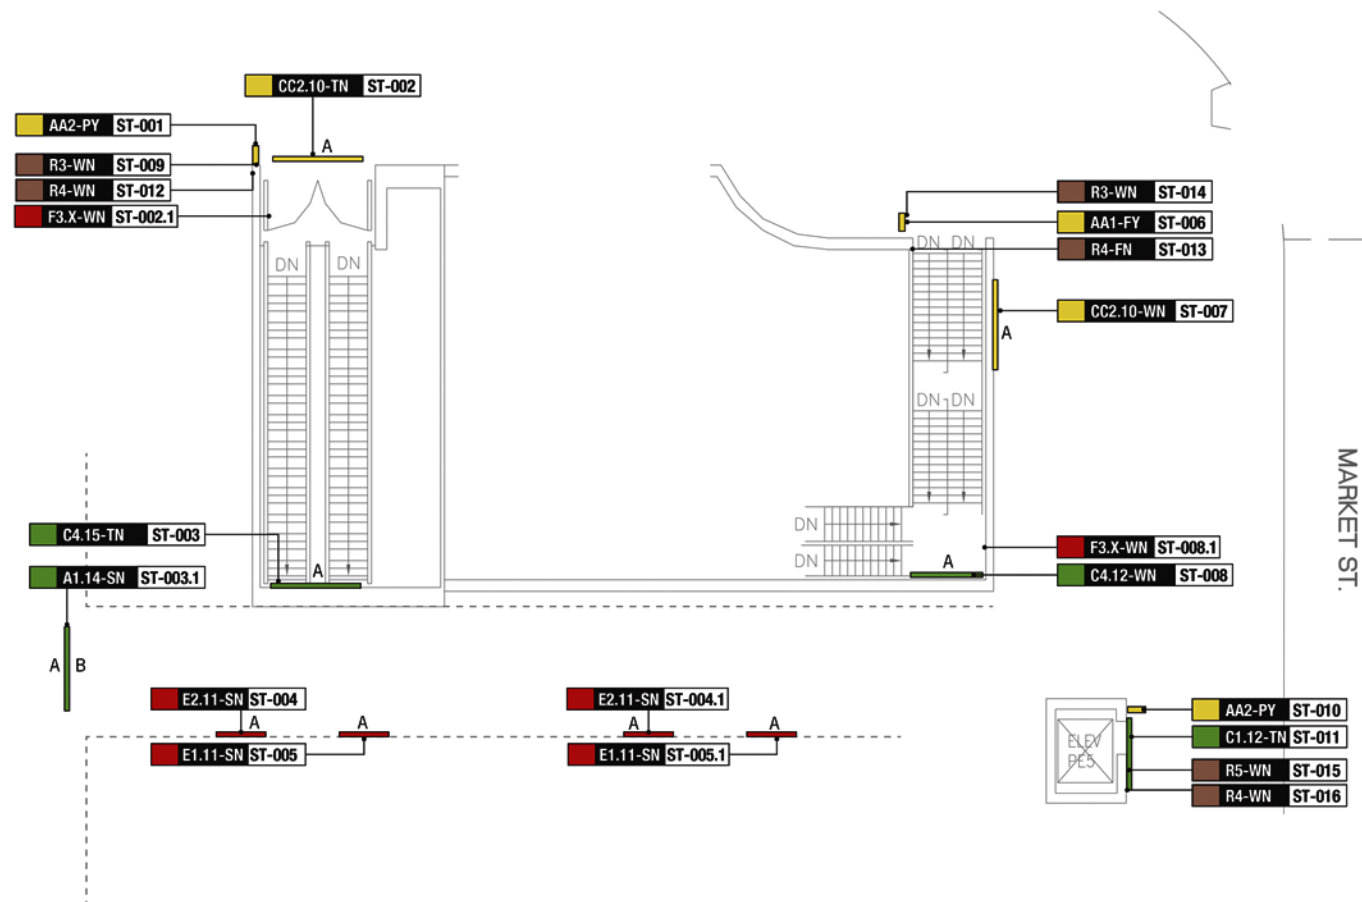 CC2.10-TN ST-002
AA2-PY ST-001
A
R3-WN ST-009
R4-WN ST-012
F3.X-WN ST-002.1
R3-WN ST-014
AA1-FY ST-006
R4-FN ST-013
DN DN
DN DN
CC2.10-WN ST-007
A
DN DN
MARKET ST.
C4.15-TN ST-003
DN
F3.X-WN ST-008.1
DN
A
A
A1.14-SN ST-003.1
C4.12-WN ST-008
A B
E2.11-SN ST-004
E2.11-SN ST-004.1
A A
A A
E1.11-SN ST-005
E1.11-SN ST-005.1
AA2-PY ST-010
C1.12-TN ST-011
ELEV
PE5
R5-WN ST-015
R4-WN ST-016